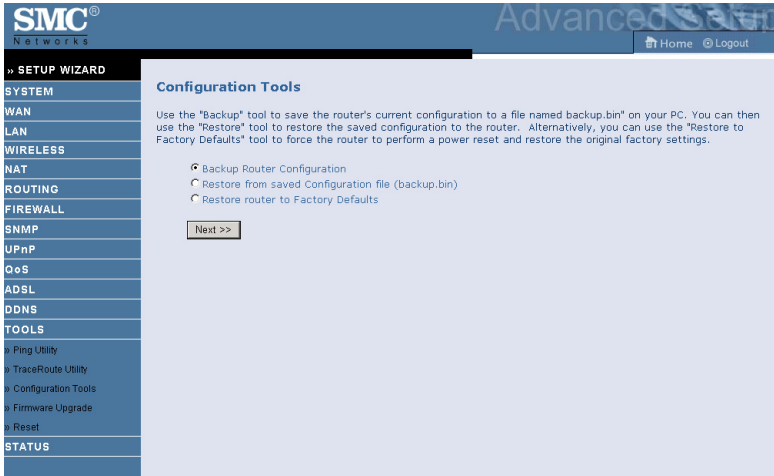 SMC®
Networks
Advanced Setup
Home Logout
» SETUP WIZARD
SYSTEM
WAN
LAN
WIRELESS
NAT
ROUTING
FIREWALL
SNMP
UPnP
QoS
ADSL
DDNS
TOOLS
» Ping Utility
» TraceRoute Utility
» Configuration Tools
» Firmware Upgrade
» Reset
STATUS
Configuration Tools
Use the "Backup" tool to save the router's current configuration to a file named backup.bin" on your PC. You can then
use the "Restore" tool to restore the saved configuration to the router. Alternatively, you can use the "Restore to
Factory Defaults" tool to force the router to perform a power reset and restore the original factory settings.
Backup Router Configuration
Restore from saved Configuration file (backup.bin)
Restore router to Factory Defaults
Next >>